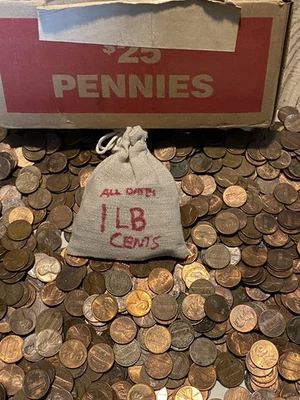 $25
PENNIES
ALL DATES
1 LB
CENTS